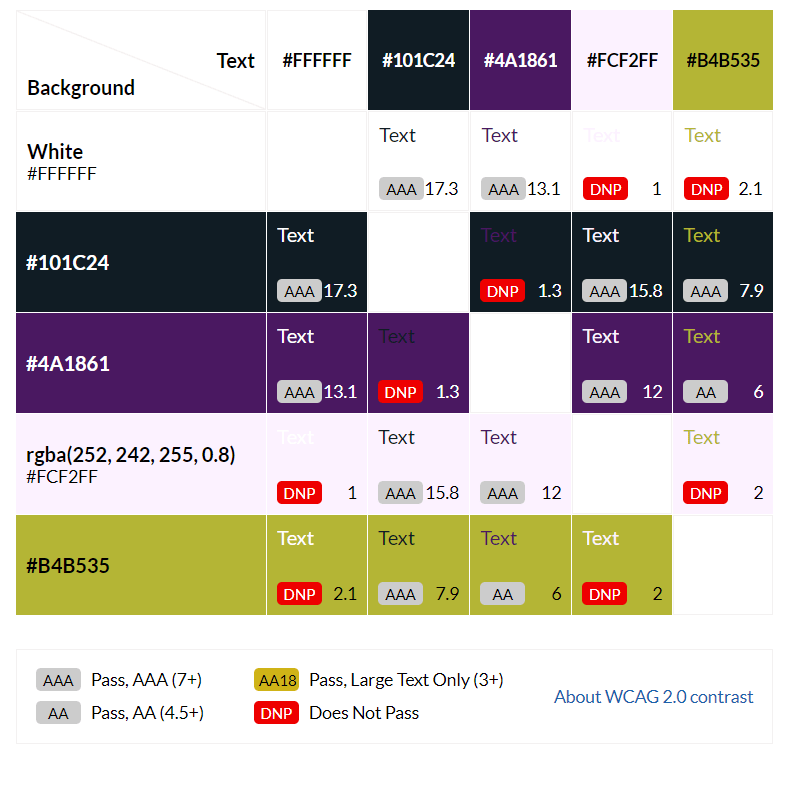 Text
Background
#FFFFFF
#101C24
#4A1861
#FCF2FF
#B4B535
White
#FFFFFF
Text
AAA 17.3
Text
AAA 13.1
Text
DNP 1
Text
DNP 2.1
#101C24
Text
AAA 17.3
Text
DNP 1.3
Text
AAA 15.8
Text
AAA 7.9
#4A1861
Text
AAA 13.1
Text
DNP 1.3
Text
AAA 12
Text
AA 6
rgba(252, 242, 255, 0.8)
#FCF2FF
Text
DNP 1
Text
AAA 15.8
Text
AAA 12
Text
DNP 2
#B4B535
Text
DNP 2.1
Text
AAA 7.9
Text
AA 6
Text
DNP 2
AAA Pass, AAA (7+)
AA18 Pass, Large Text Only (3+)
AA Pass, AA (4.5+)
DNP Does Not Pass
About WCAG 2.0 contrast